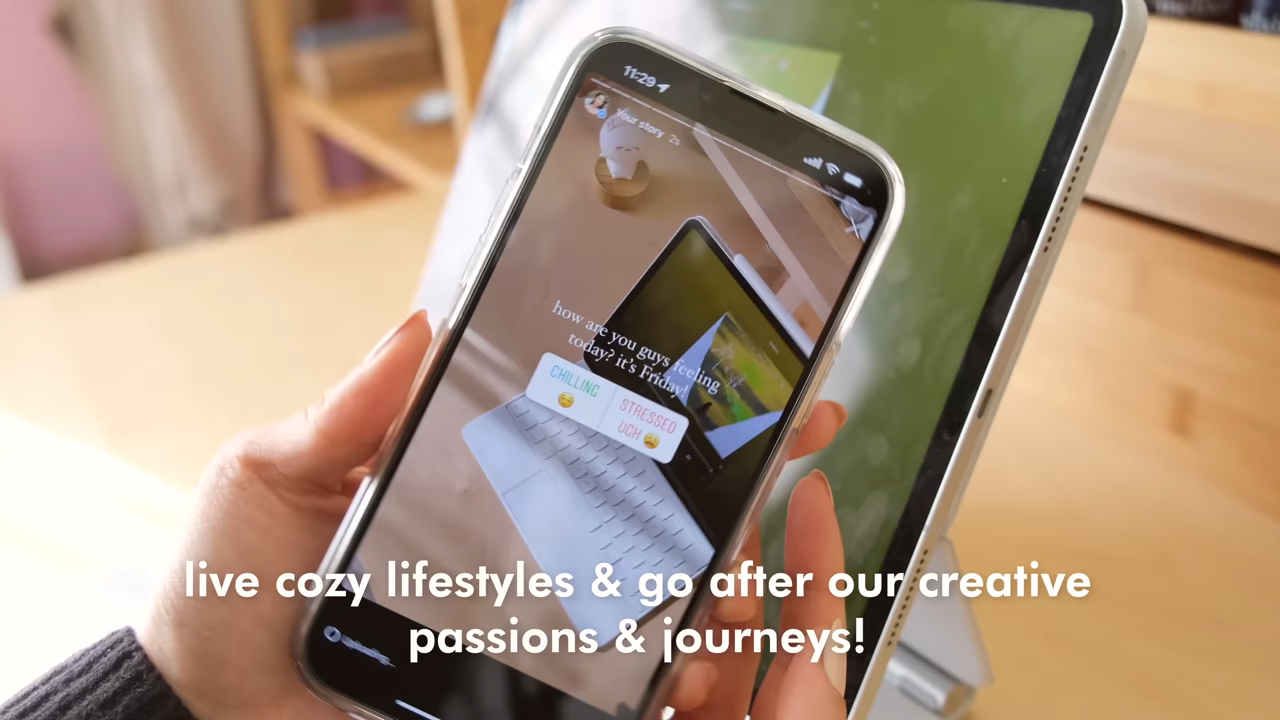 11:29
Your story 2s
how are you guys feeling
today? it's Friday!
CHILLING
STRESSED
UGH
live cozy lifestyles & go after our creative
passions & journeys!